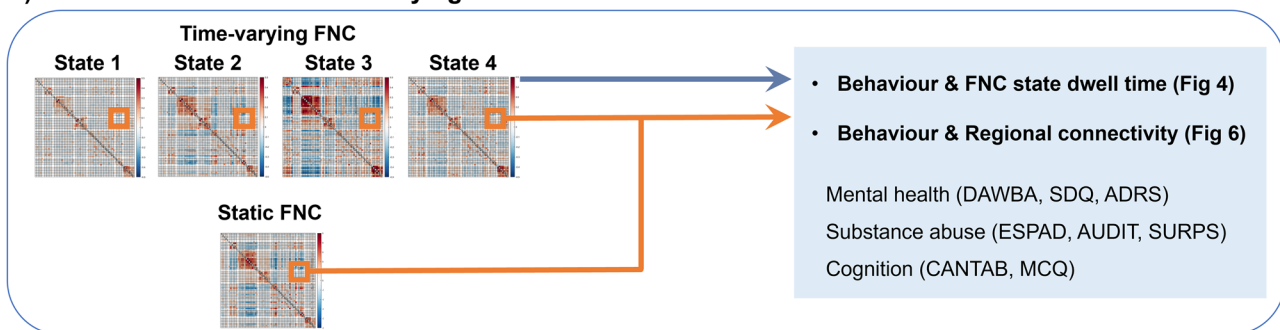 Time-varying FNC
State 1 State 2 State 3 State 4
• Behaviour & FNC state dwell time (Fig 4)
• Behaviour & Regional connectivity (Fig 6)
Mental health (DAWBA, SDQ, ADRS)
Substance abuse (ESPAD, AUDIT, SURPS)
Cognition (CANTAB, MCQ)
Static FNC